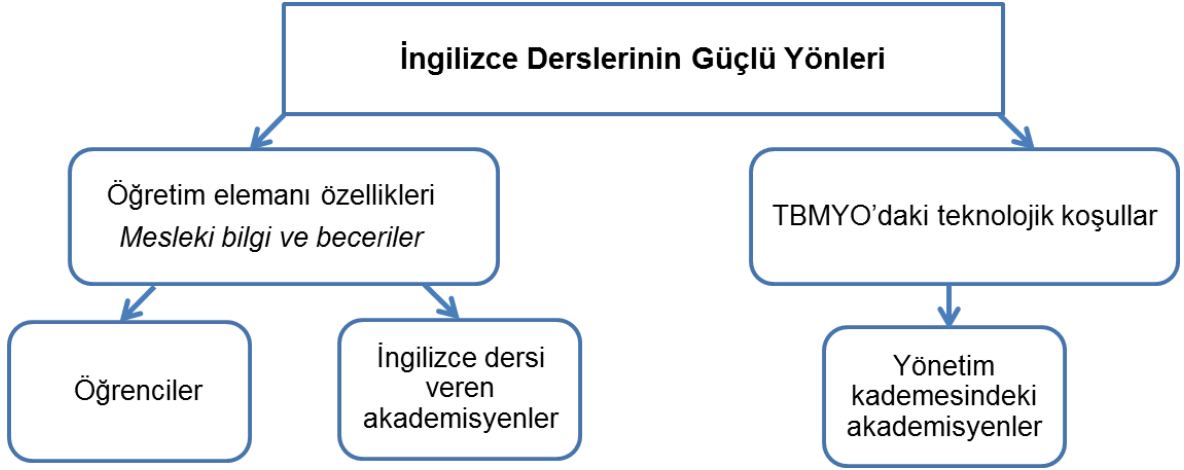 İngilizce Derslerinin Güçlü Yönleri
Öğretim elemanı özellikleri
Mesleki bilgi ve beceriler
TBMYO’daki teknolojik koşullar
Öğrenciler
İngilizce dersi
veren
akademisyenler
Yönetim
kademesindeki
akademisyenler